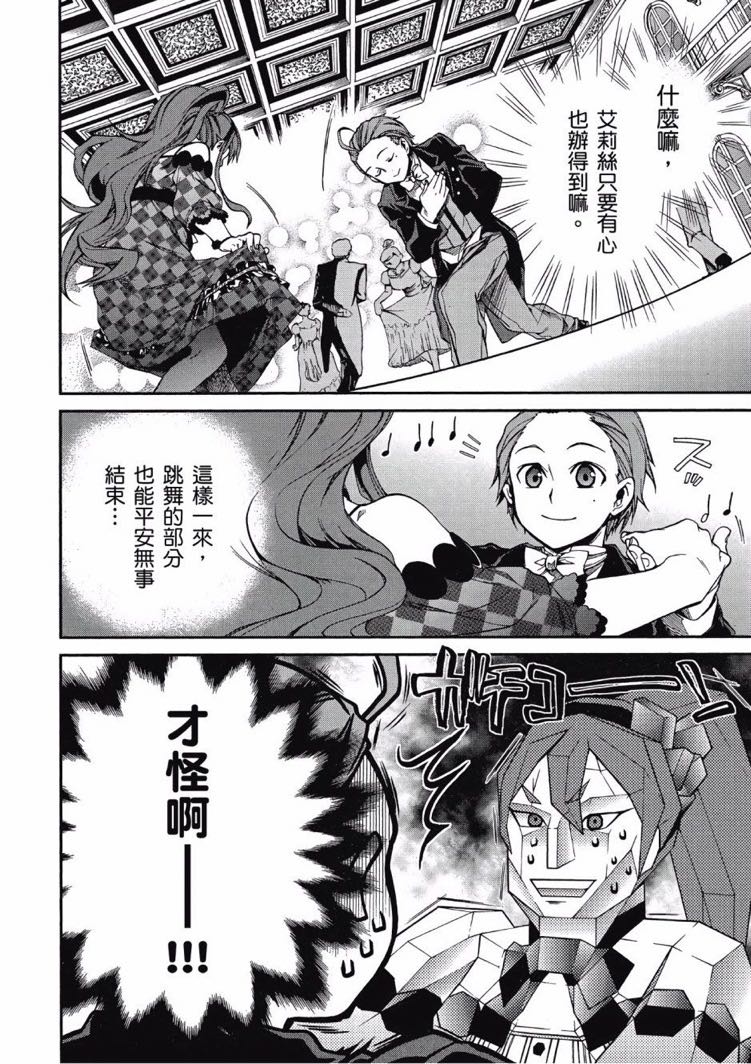 什麼嘛，
艾莉絲只要有心
也辦得到嘛。
這樣一來，
跳舞的部分
也能平安無事
結束…
ガチコーー!!
才怪啊——!!!